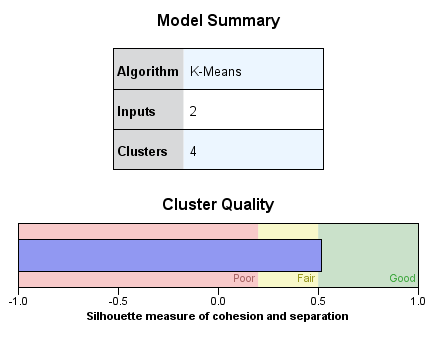 Model Summary
Algorithm K-Means
Inputs 2
Clusters 4
Cluster Quality
Poor Fair Good
-1.0 -0.5 0.0 0.5 1.0
Silhouette measure of cohesion and separation